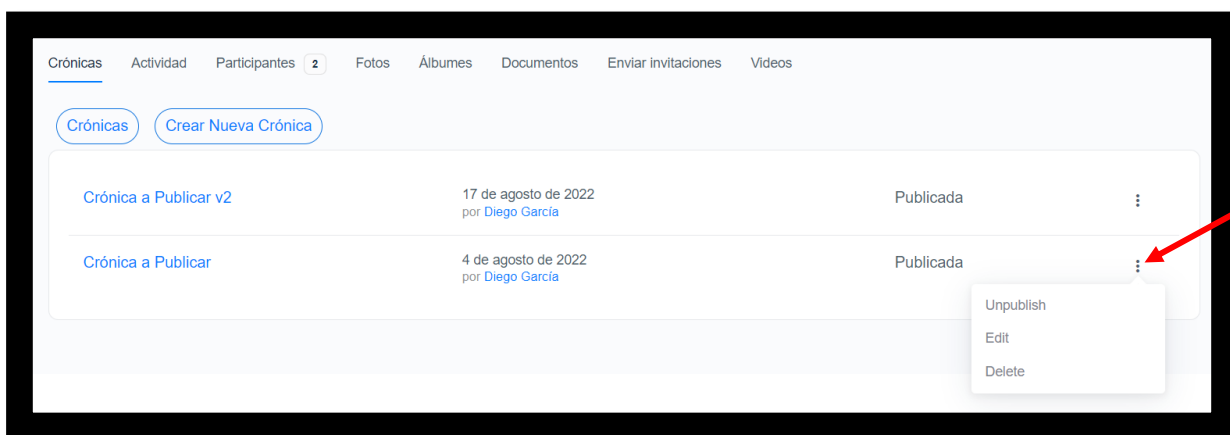 Crónicas Actividad Participantes 2 Fotos Álbumes Documentos Enviar invitaciones Videos
Crónicas Crear Nueva Crónica
Crónica a Publicar v2 17 de agosto de 2022 Publicada
por Diego García
Crónica a Publicar 4 de agosto de 2022 Publicada
por Diego García
Unpublish
Edit
Delete